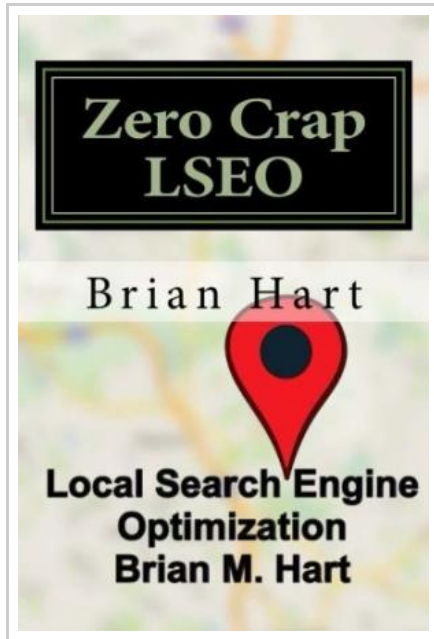 Zero Crap
LSEO
Brian Hart
Local Search Engine
Optimization
Brian M. Hart